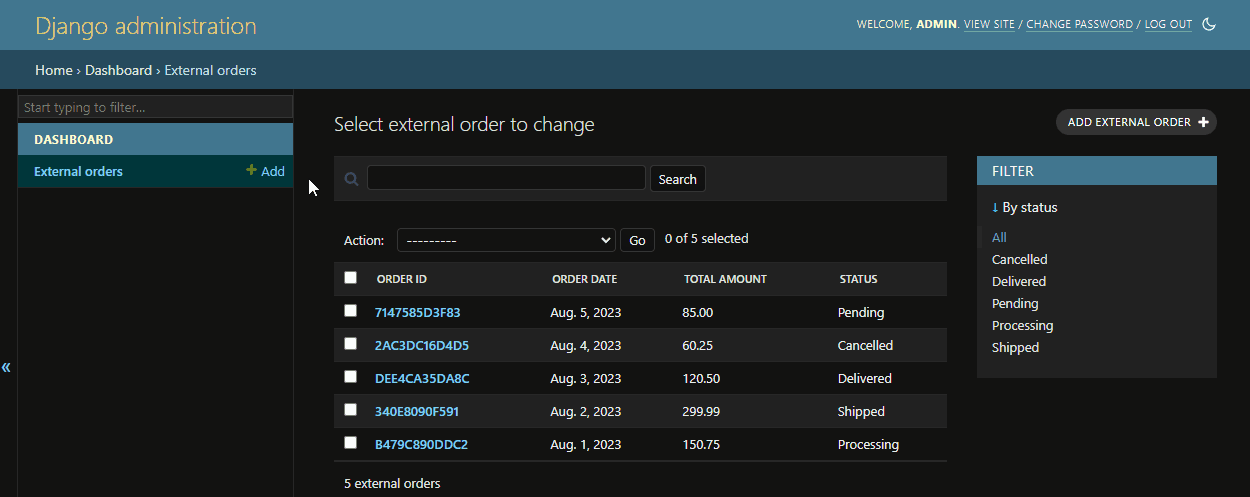 Django administration
WELCOME, ADMIN. VIEW SITE / CHANGE PASSWORD / LOG OUT
Home › Dashboard › External orders
Start typing to filter...
DASHBOARD
External orders + Add
«
Select external order to change
ADD EXTERNAL ORDER +
Search
Action: --------- Go 0 of 5 selected
ORDER ID ORDER DATE TOTAL AMOUNT STATUS
7147585D3F83 Aug. 5, 2023 85.00 Pending
2AC3DC16D4D5 Aug. 4, 2023 60.25 Cancelled
DEE4CA35DA8C Aug. 3, 2023 120.50 Delivered
340E8090F591 Aug. 2, 2023 299.99 Shipped
B479C890DDC2 Aug. 1, 2023 150.75 Processing
5 external orders
FILTER
↓ By status
All
Cancelled
Delivered
Pending
Processing
Shipped